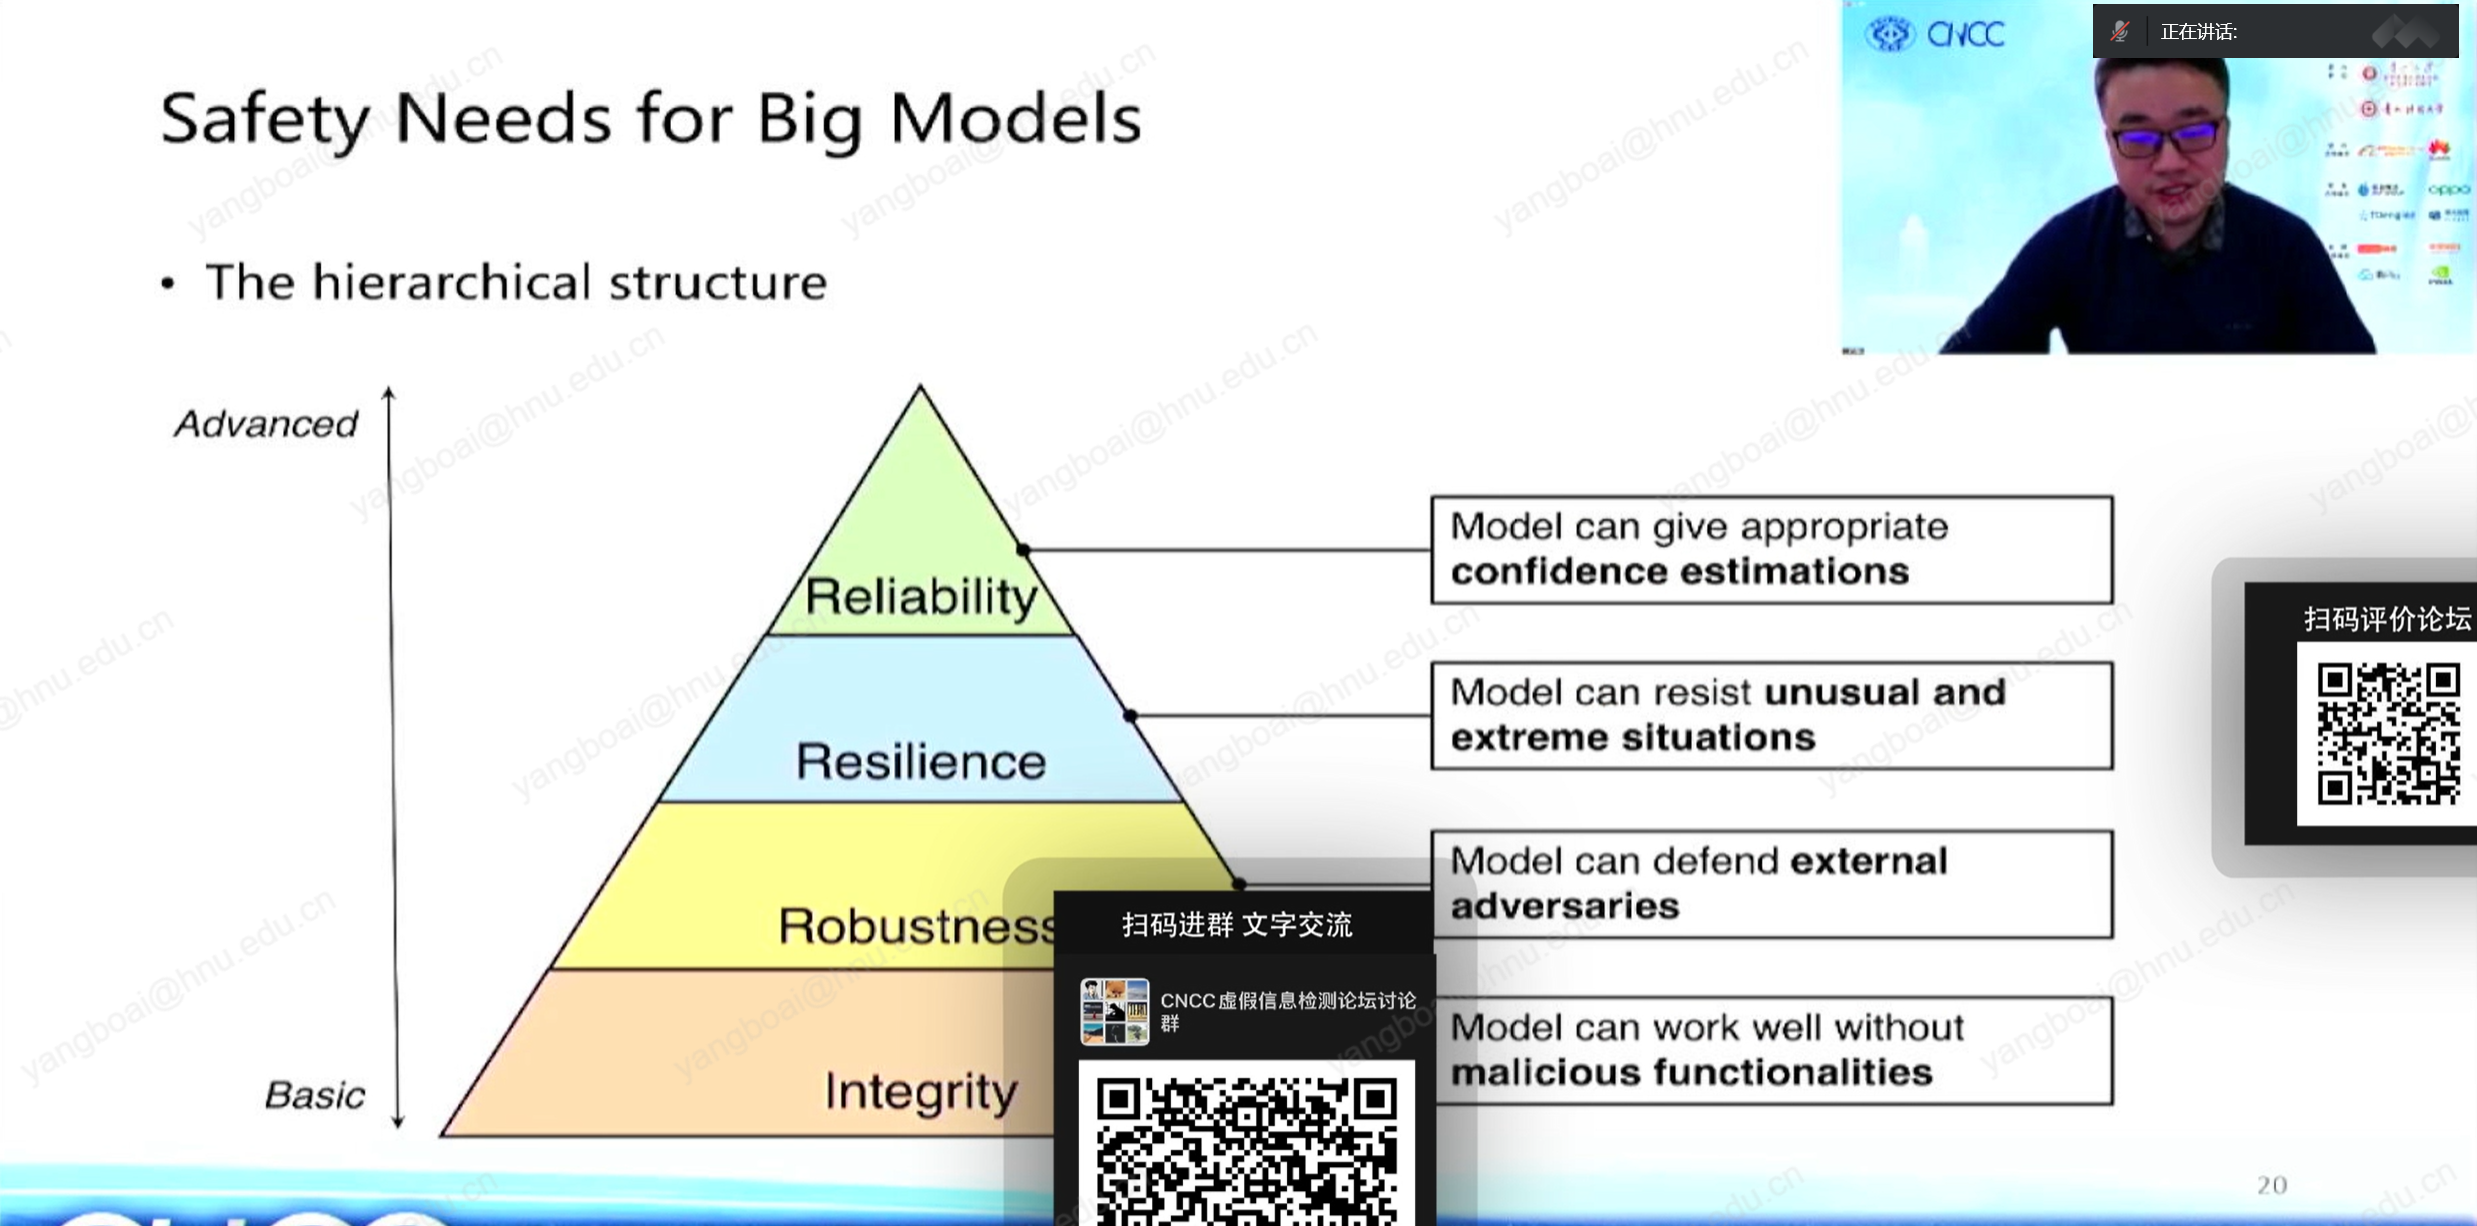 Safety Needs for Big Models
CNCC
正在讲话:
• The hierarchical structure
oppo
Advanced
Reliability
Resilience
Robustness
Integrity
Basic
Model can give appropriate
confidence estimations
Model can resist unusual and
extreme situations
Model can defend external
adversaries
Model can work well without
malicious functionalities
扫码评价论坛
扫码进群 文字交流
CNCC虚假信息检测论坛讨论
群
20
yangboai@hnu.edu.cn